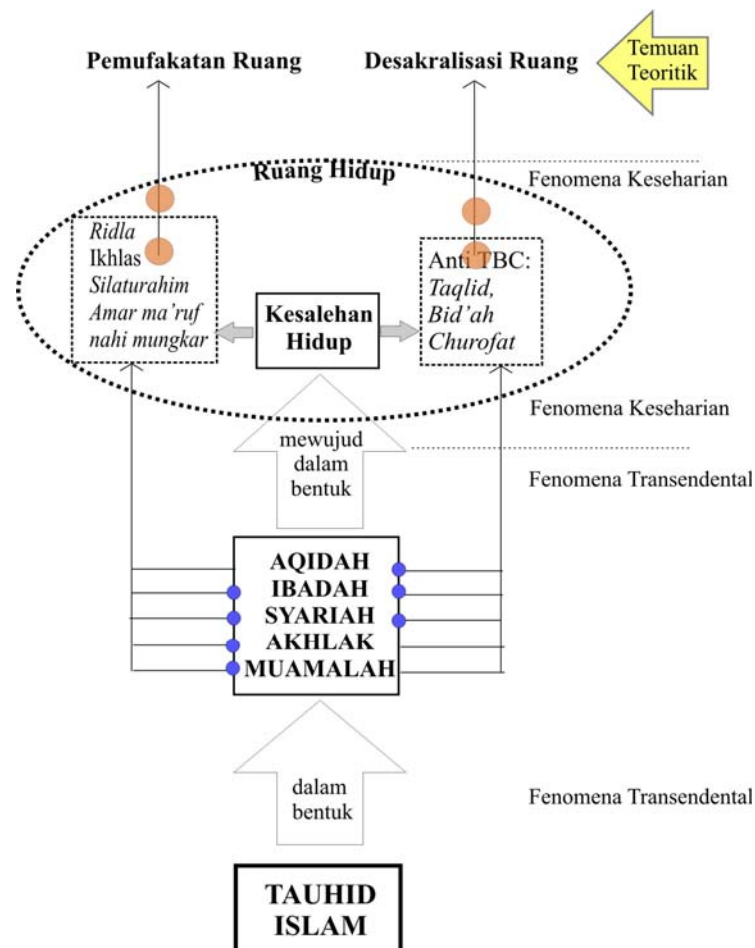 Pemufakatan Ruang
Desakralisasi Ruang
Temuan
Teoritik
Ruang Hidup
Fenomena Keseharian
Ridla
Ikhlas
Silaturahim
Amar ma’ruf
nahi mungkar
Kesalehan
Hidup
Anti TBC:
Taqlid,
Bid’ah
Churofat
Fenomena Keseharian
mewujud
dalam
bentuk
Fenomena Transendental
AQIDAH
IBADAH
SYARIAH
AKHLAK
MUAMALAH
dalam
bentuk
Fenomena Transendental
TAUHID
ISLAM